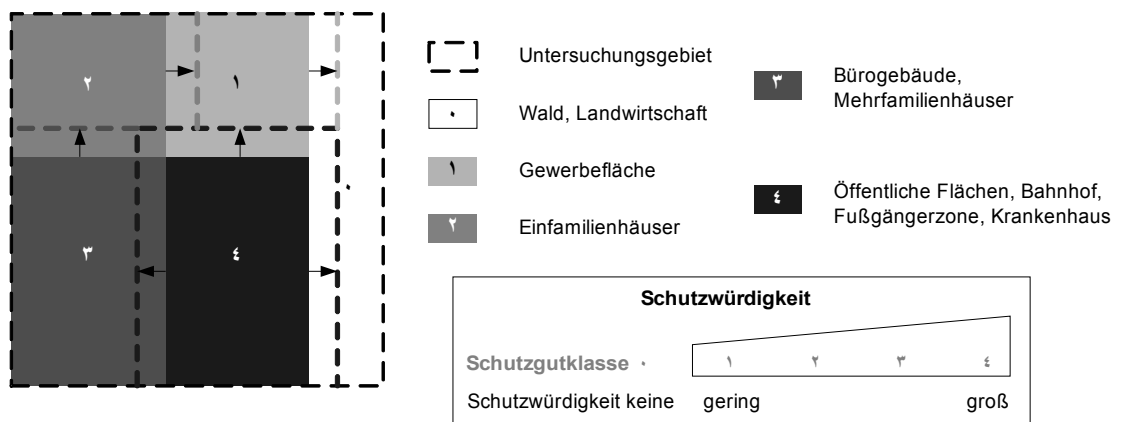 ٢
١
٠
٣
٤
Untersuchungsgebiet
٠ Wald, Landwirtschaft
١ Gewerbefläche
٢ Einfamilienhäuser
٣ Bürogebäude,
Mehrfamilienhäuser
٤ Öffentliche Flächen, Bahnhof,
Fußgängerzone, Krankenhaus
Schutzwürdigkeit
Schutzgutklasse ٠ ١ ٢ ٣ ٤
Schutzwürdigkeit keine gering groß